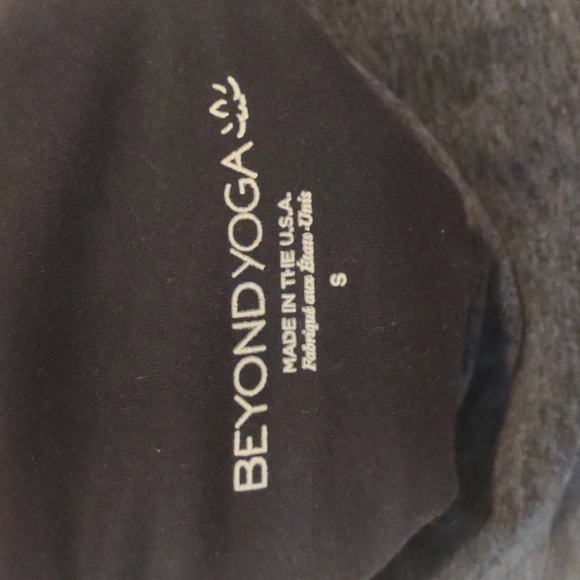 BEYOND YOGA
MADE IN THE U.S.A.
Fabriqué aux États-Unis
S